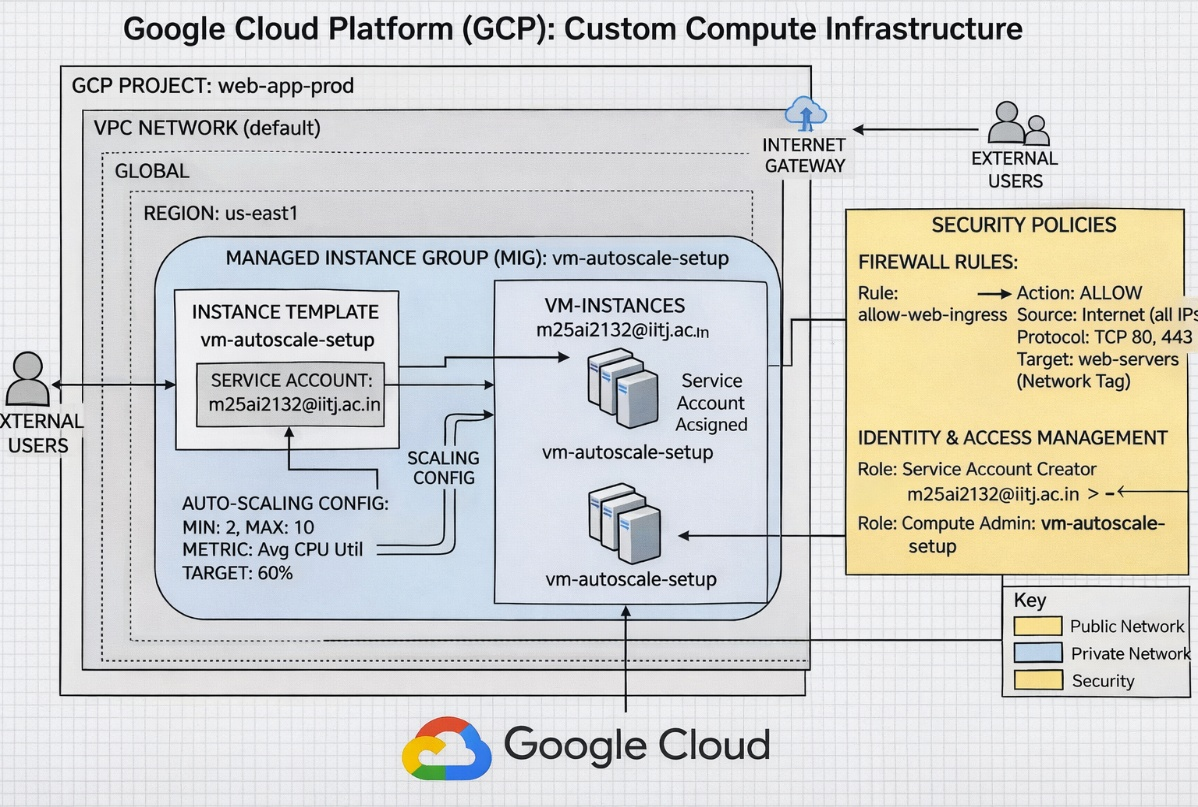 Google Cloud Platform (GCP): Custom Compute Infrastructure
GCP PROJECT: web-app-prod
VPC NETWORK (default)
GLOBAL
REGION: us-east1
INTERNET
GATEWAY
EXTERNAL
USERS
MANAGED INSTANCE GROUP (MIG): vm-autoscale-setup
INSTANCE TEMPLATE
vm-autoscale-setup
SERVICE ACCOUNT:
m25ai2132@iitj.ac.in
XTERNAL
USERS
AUTO-SCALING CONFIG:
MIN: 2, MAX: 10
METRIC: Avg CPU Util
TARGET: 60%
SCALING
CONFIG
VM-INSTANCES
m25ai2132@iitj.ac.in
Service
Account
Acsigned
vm-autoscale-setup
vm-autoscale-setup
SECURITY POLICIES
FIREWALL RULES:
Rule:
allow-web-ingress
Action: ALLOW
Source: Internet (all IPs
Protocol: TCP 80, 443
Target: web-servers
(Network Tag)
IDENTITY & ACCESS MANAGEMENT
Role: Service Account Creator
m25ai2132@iitj.ac.in > -
Role: Compute Admin: vm-autoscale-
setup
Key
Public Network
Private Network
Security
Google Cloud